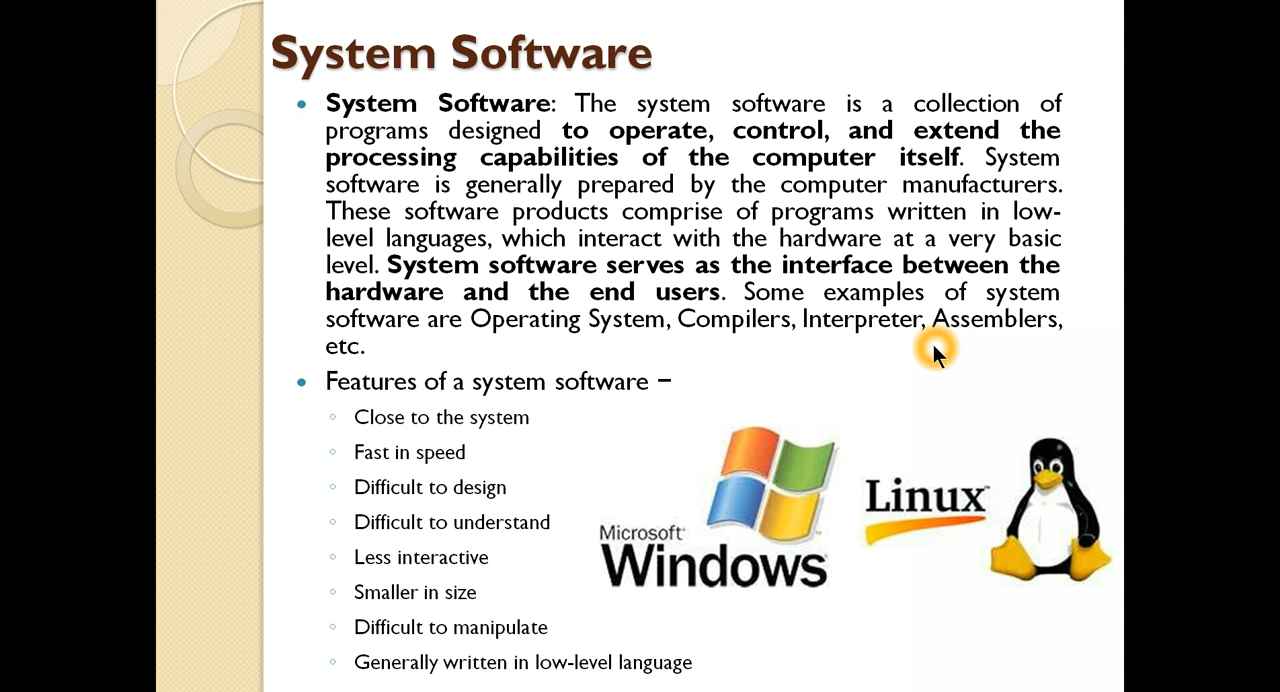 System Software
• System Software: The system software is a collection of
programs designed to operate, control, and extend the
processing capabilities of the computer itself. System
software is generally prepared by the computer manufacturers.
These software products comprise of programs written in low-
level languages, which interact with the hardware at a very basic
level. System software serves as the interface between the
hardware and the end users. Some examples of system
software are Operating System, Compilers, Interpreter, Assemblers,
etc.
• Features of a system software −
◦ Close to the system
◦ Fast in speed
◦ Difficult to design
◦ Difficult to understand
◦ Less interactive
◦ Smaller in size
◦ Difficult to manipulate
◦ Generally written in low-level language
Microsoft
Windows
Linux